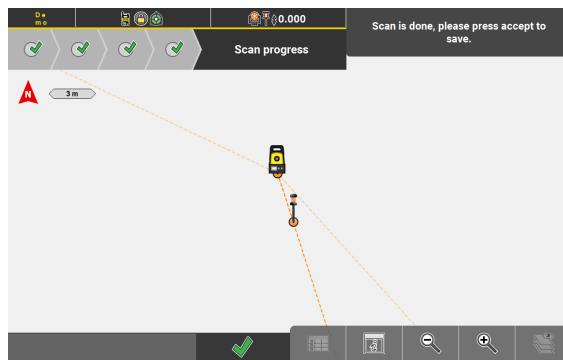 De
mo
0.000
Scan is done, please press accept to
save.
Scan progress
N
3 m